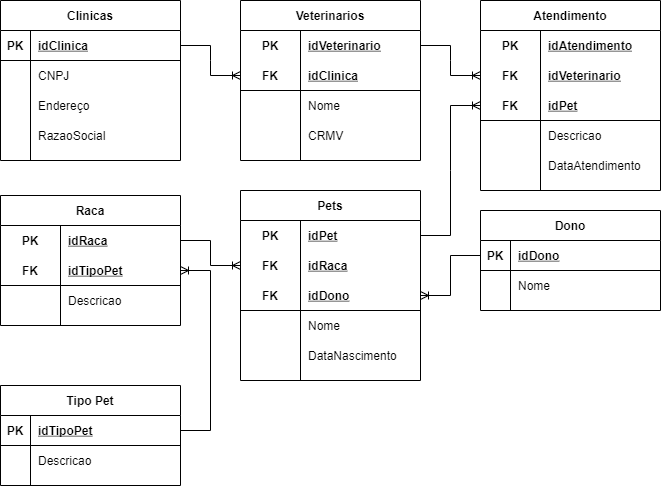 Clinicas
PK idClinica
CNPJ
Endereço
RazaoSocial
Veterinarios
PK idVeterinario
FK idClinica
Nome
CRMV
Atendimento
PK idAtendimento
FK idVeterinario
FK idPet
Descricao
DataAtendimento
Raca
PK idRaca
FK idTipoPet
Descricao
Pets
PK idPet
FK idRaca
FK idDono
Nome
DataNascimento
Dono
PK idDono
Nome
Tipo Pet
PK idTipoPet
Descricao